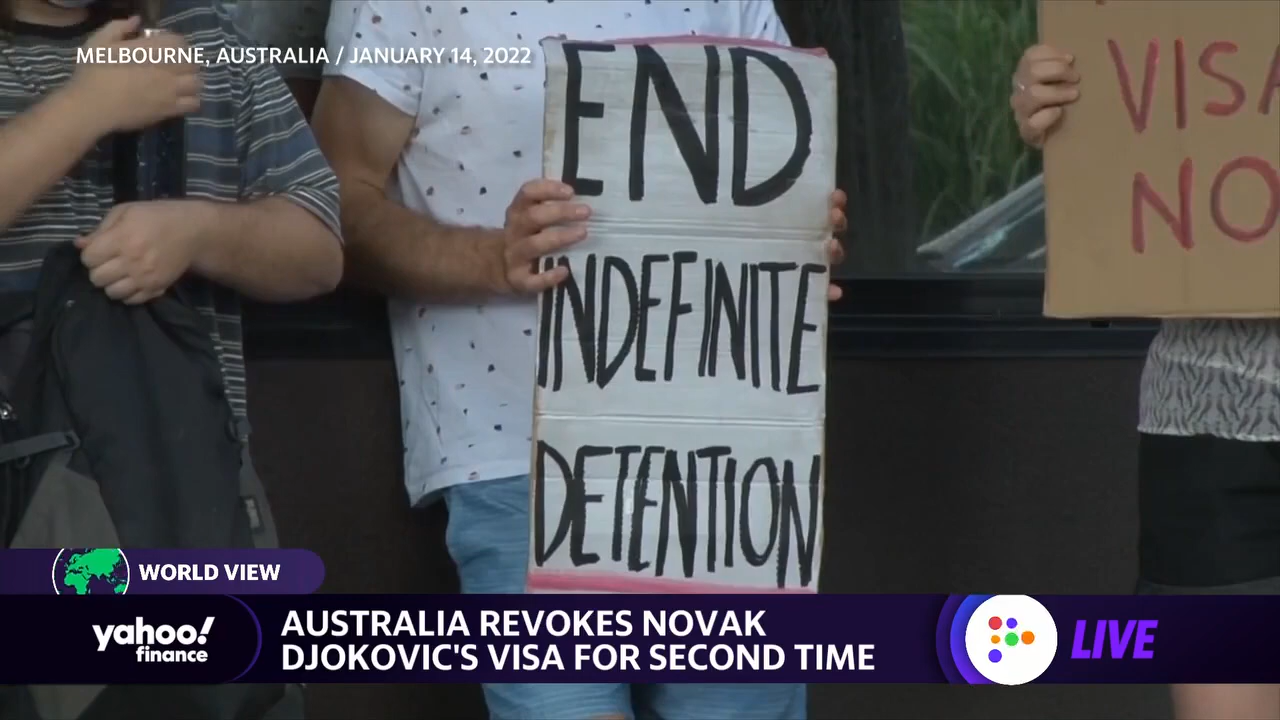 MELBOURNE, AUSTRALIA / JANUARY 14, 2022
END
INDEFINITE
DETENTION
VISA
NO
WORLD VIEW
yahoo!
finance
AUSTRALIA REVOKES NOVAK
DJOKOVIC'S VISA FOR SECOND TIME
LIVE